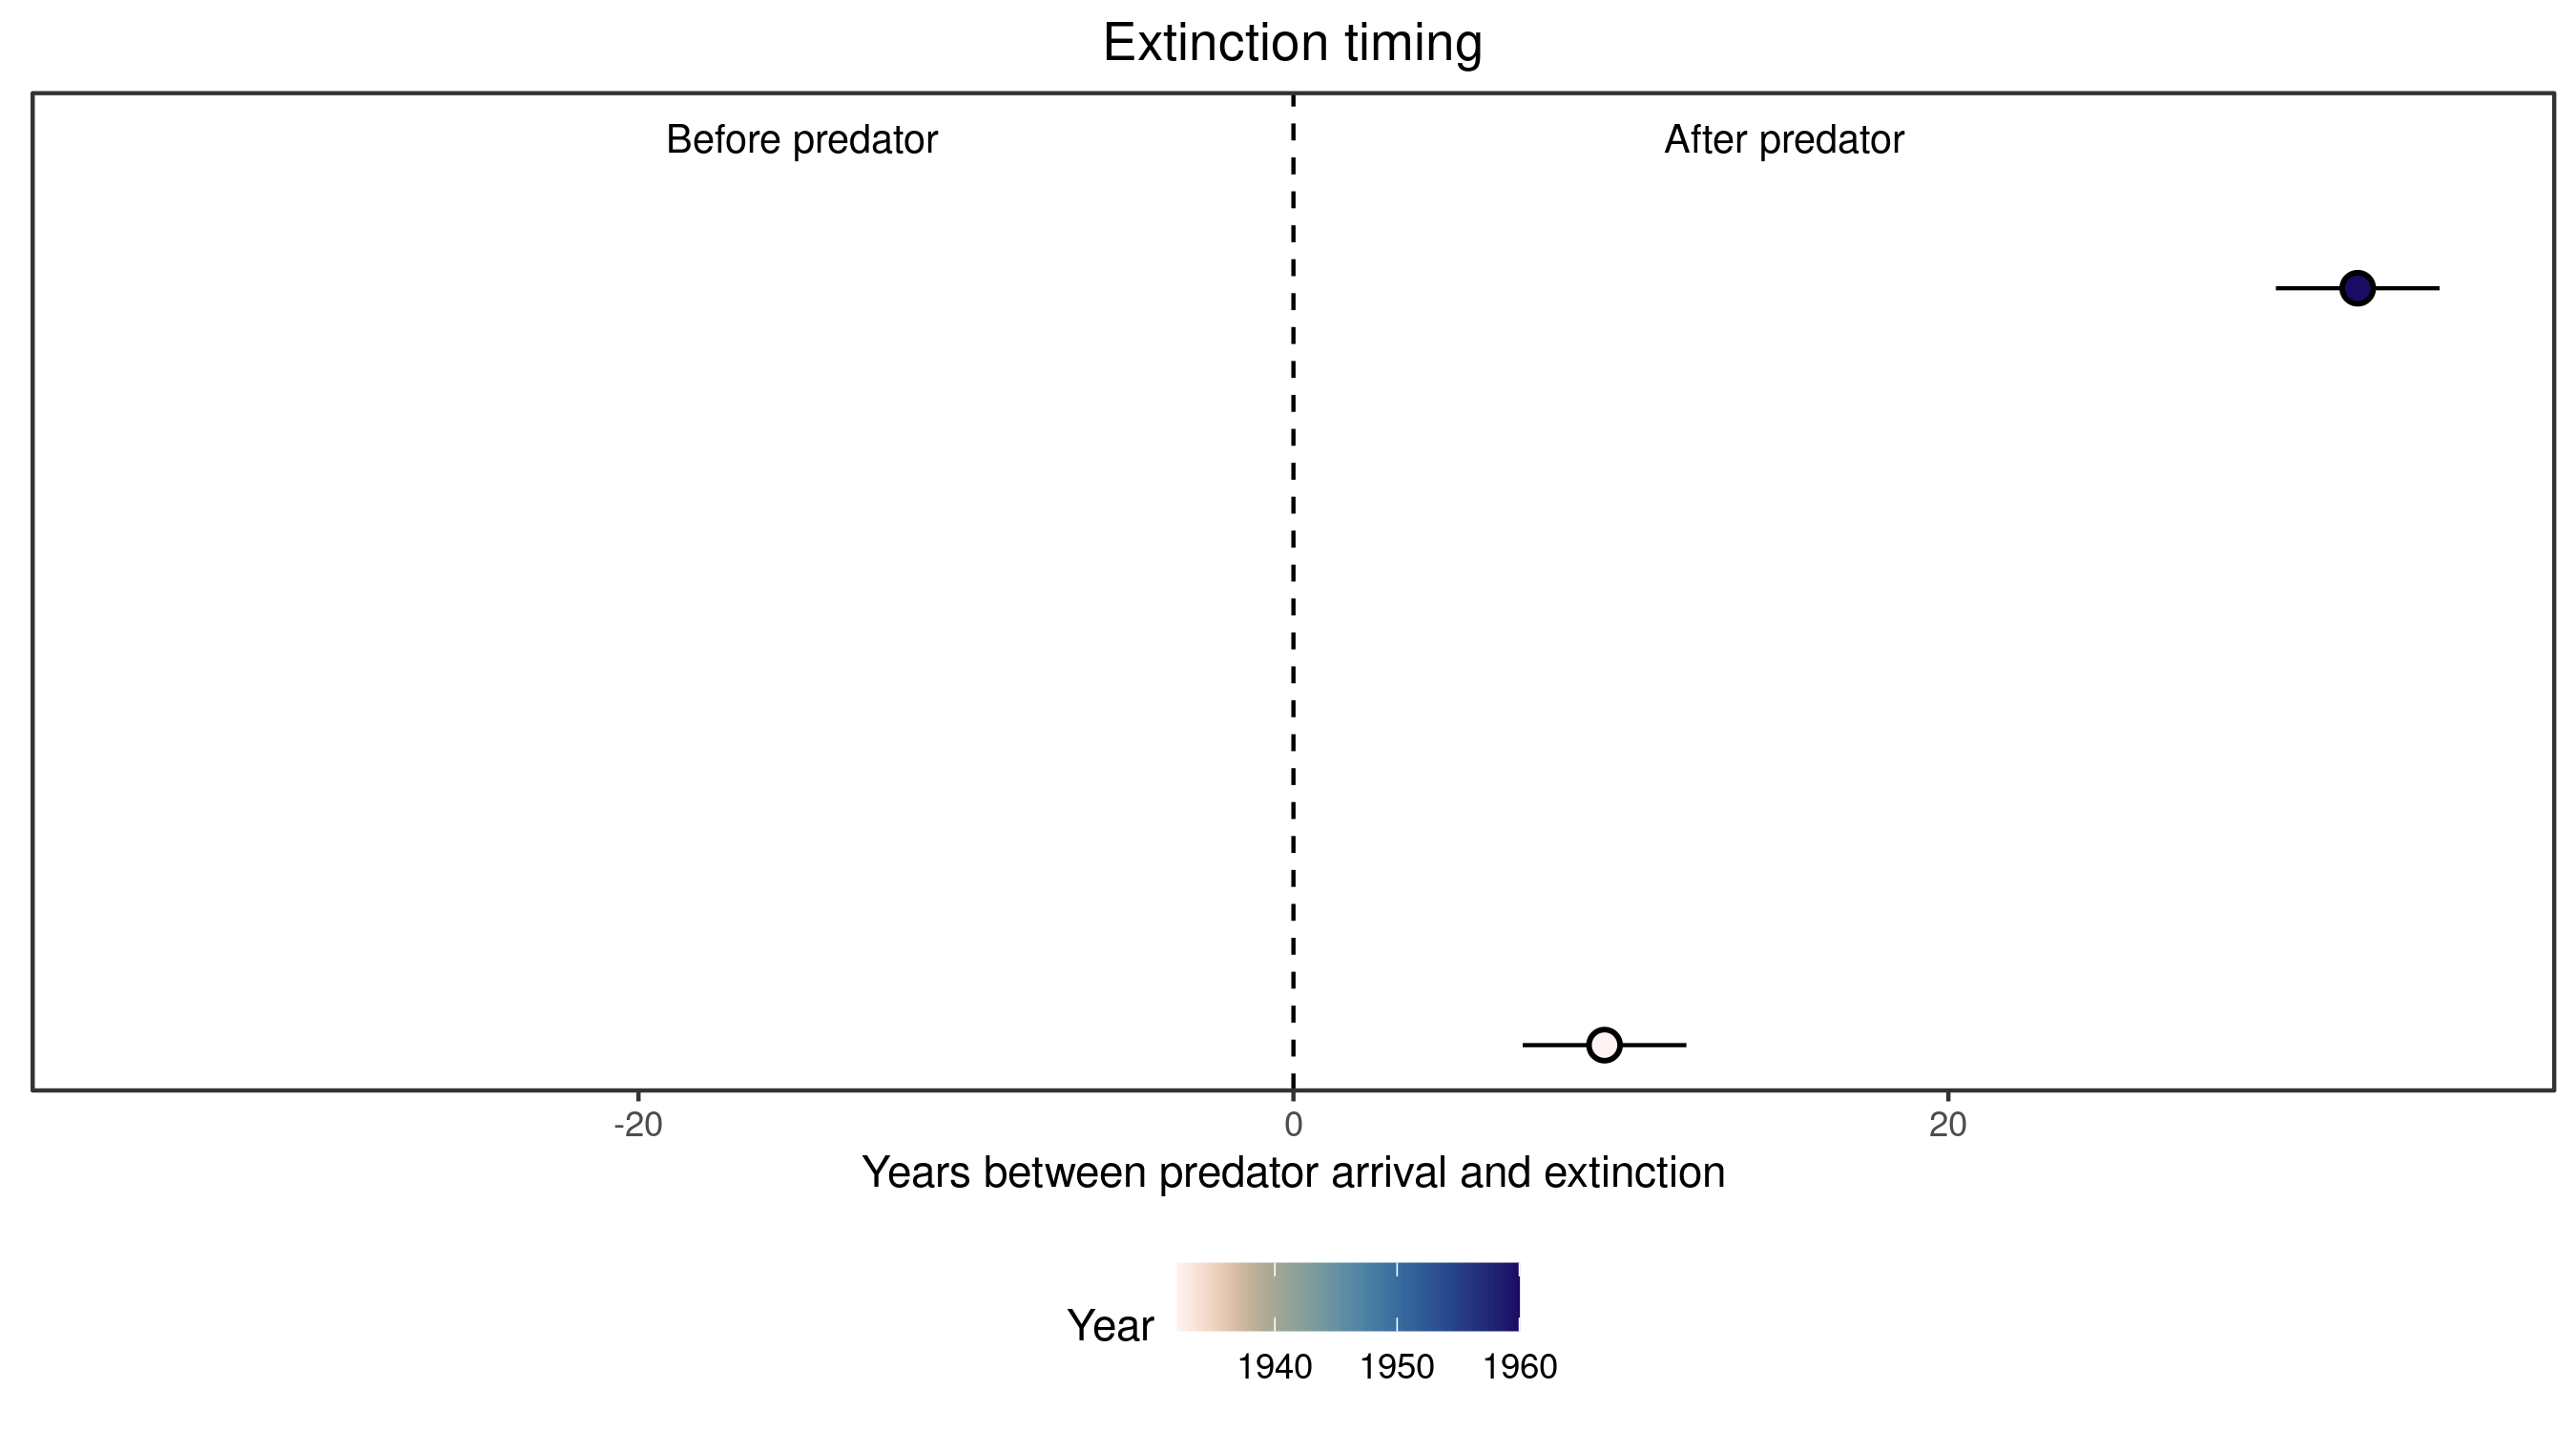 Extinction timing
Before predator
After predator
-20
0
20
Years between predator arrival and extinction
Year
1940
1950
1960